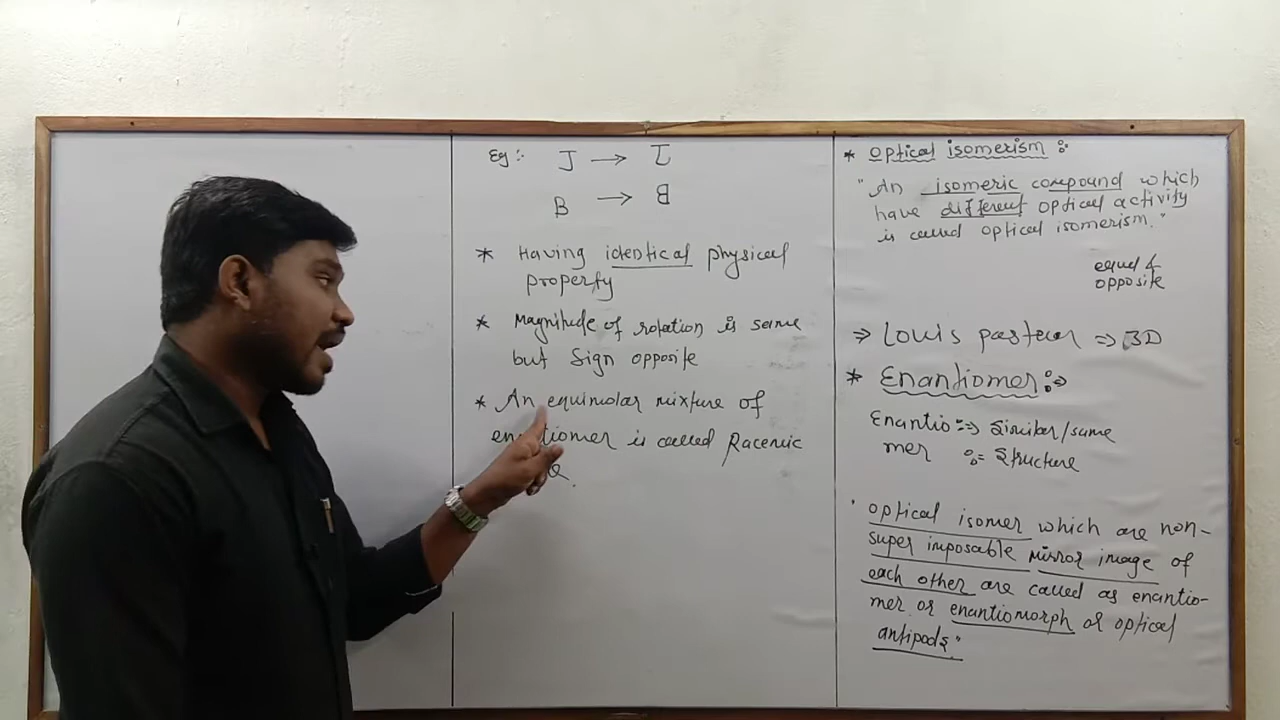 Eg :- J → 
B → 
* Having identical physical
property
* Magnitude of rotation is same
but sign opposite
* An equimolar mixture of
enantiomer is called Racemic
* Optical isomerism :
"An isomeric compound which
have different optical activity
is called optical isomerism."
equal &
opposite
⇒ Louis pasteur ⇒ 3D
* Enantiomer :⇒
Enantio :⇒ Similar/same
mer := Structure
"Optical isomer which are non-
super imposable mirror image of
each other are called as enantio-
mer or enantiomorph or optical
antipods"